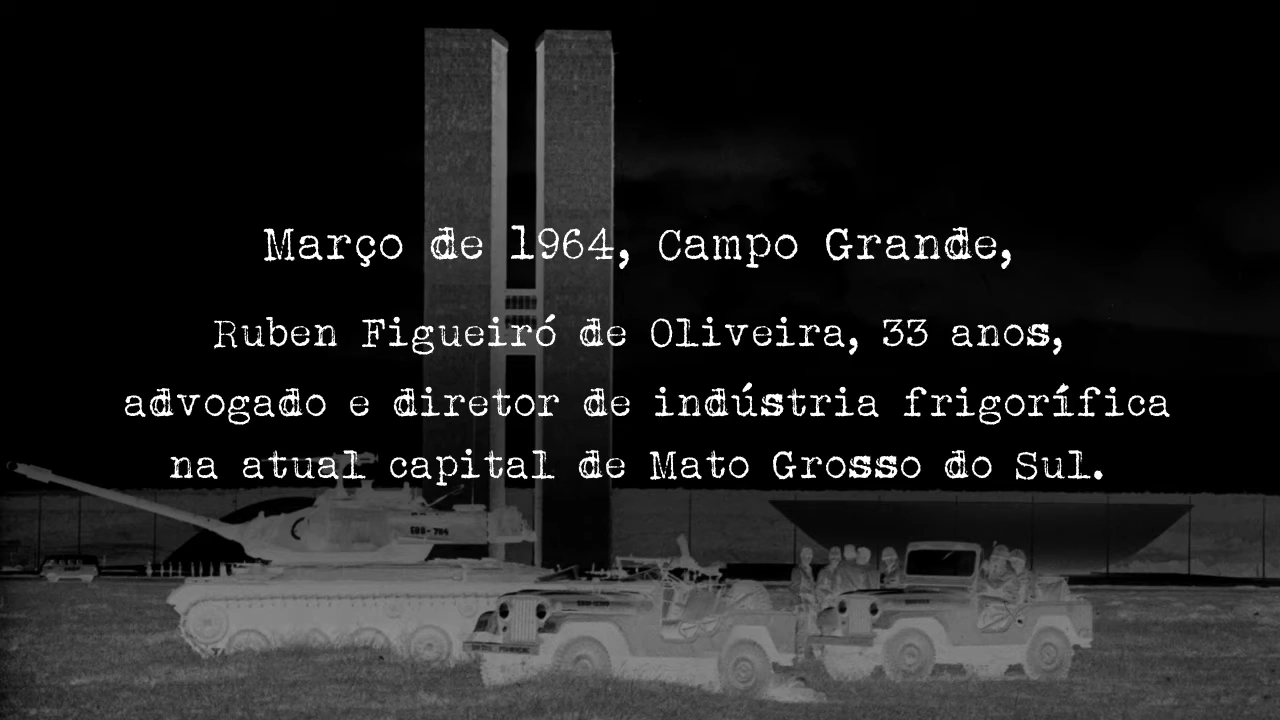 Março de 1964, Campo Grande,
Ruben Figueiró de Oliveira, 33 anos,
advogado e diretor de indústria frigorífica
na atual capital de Mato Grosso do Sul.